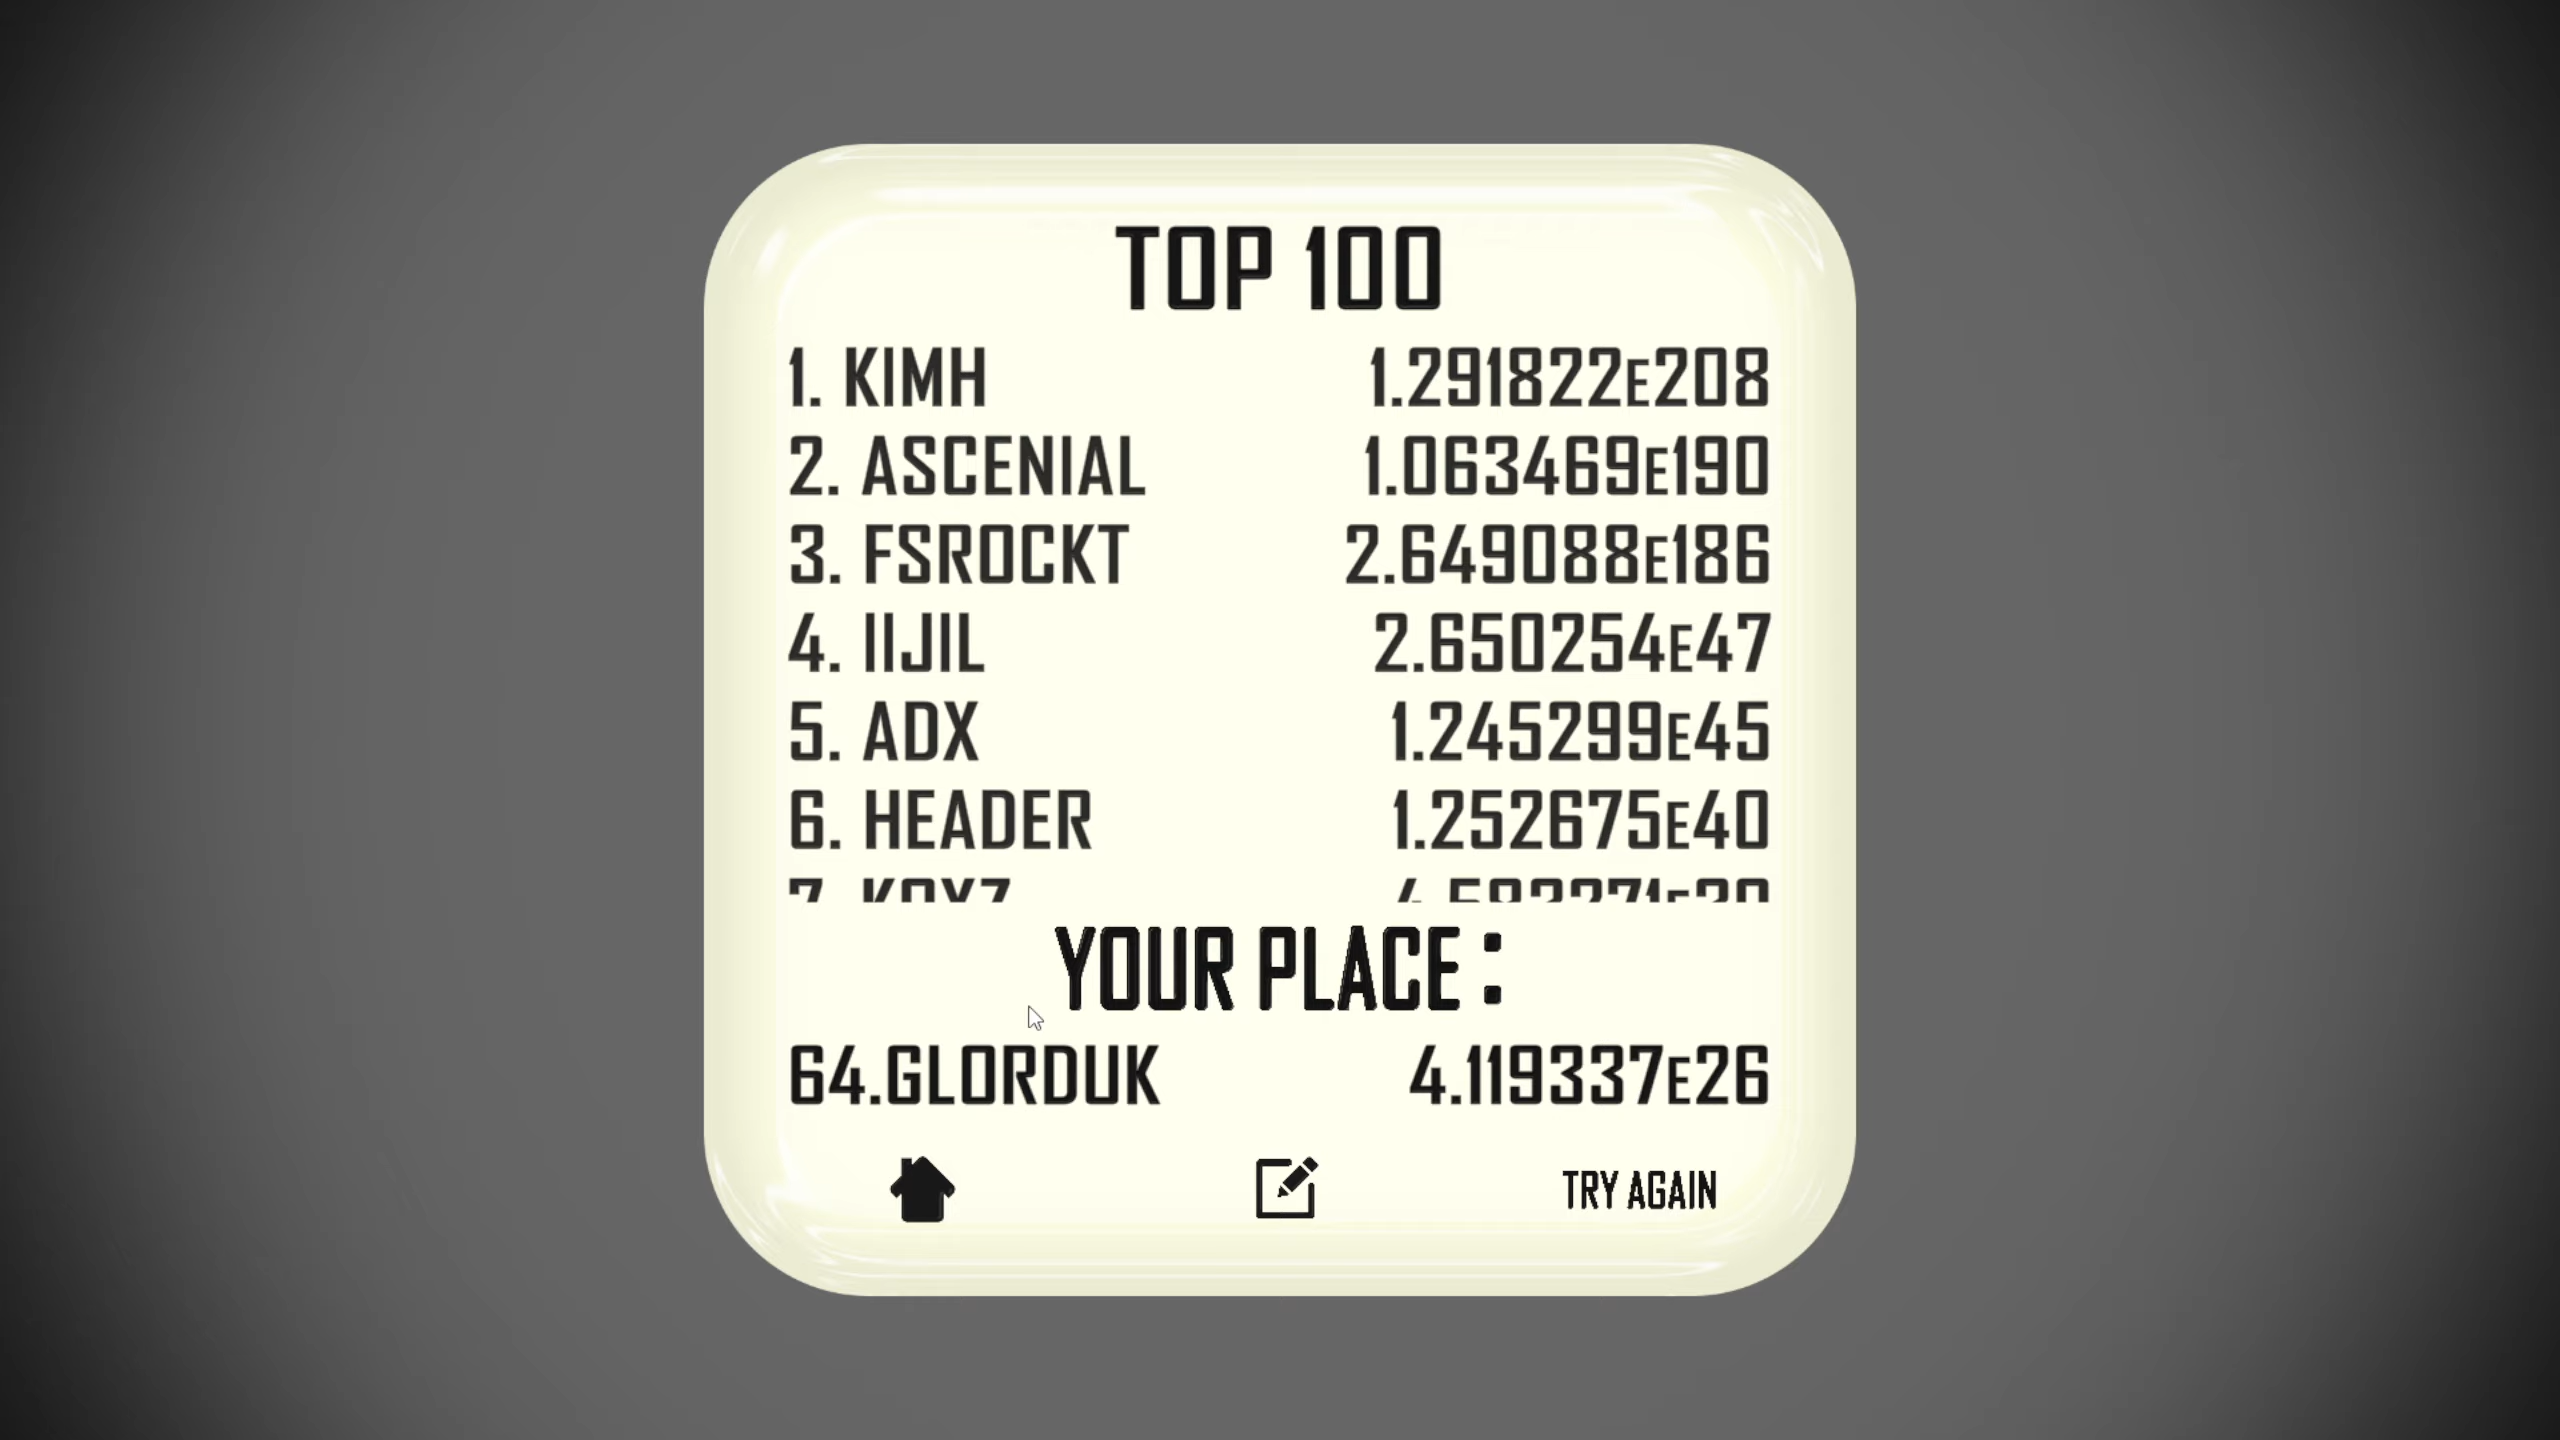 TOP 100
1. KIMH 1.291822E208
2. ASCENIAL 1.063469E190
3. FSROCKT 2.649088E186
4. IIJIL 2.650254E47
5. ADX 1.245299E45
6. HEADER 1.252675E40
7.
YOUR PLACE :
64.GLORDUK 4.119337E26
TRY AGAIN